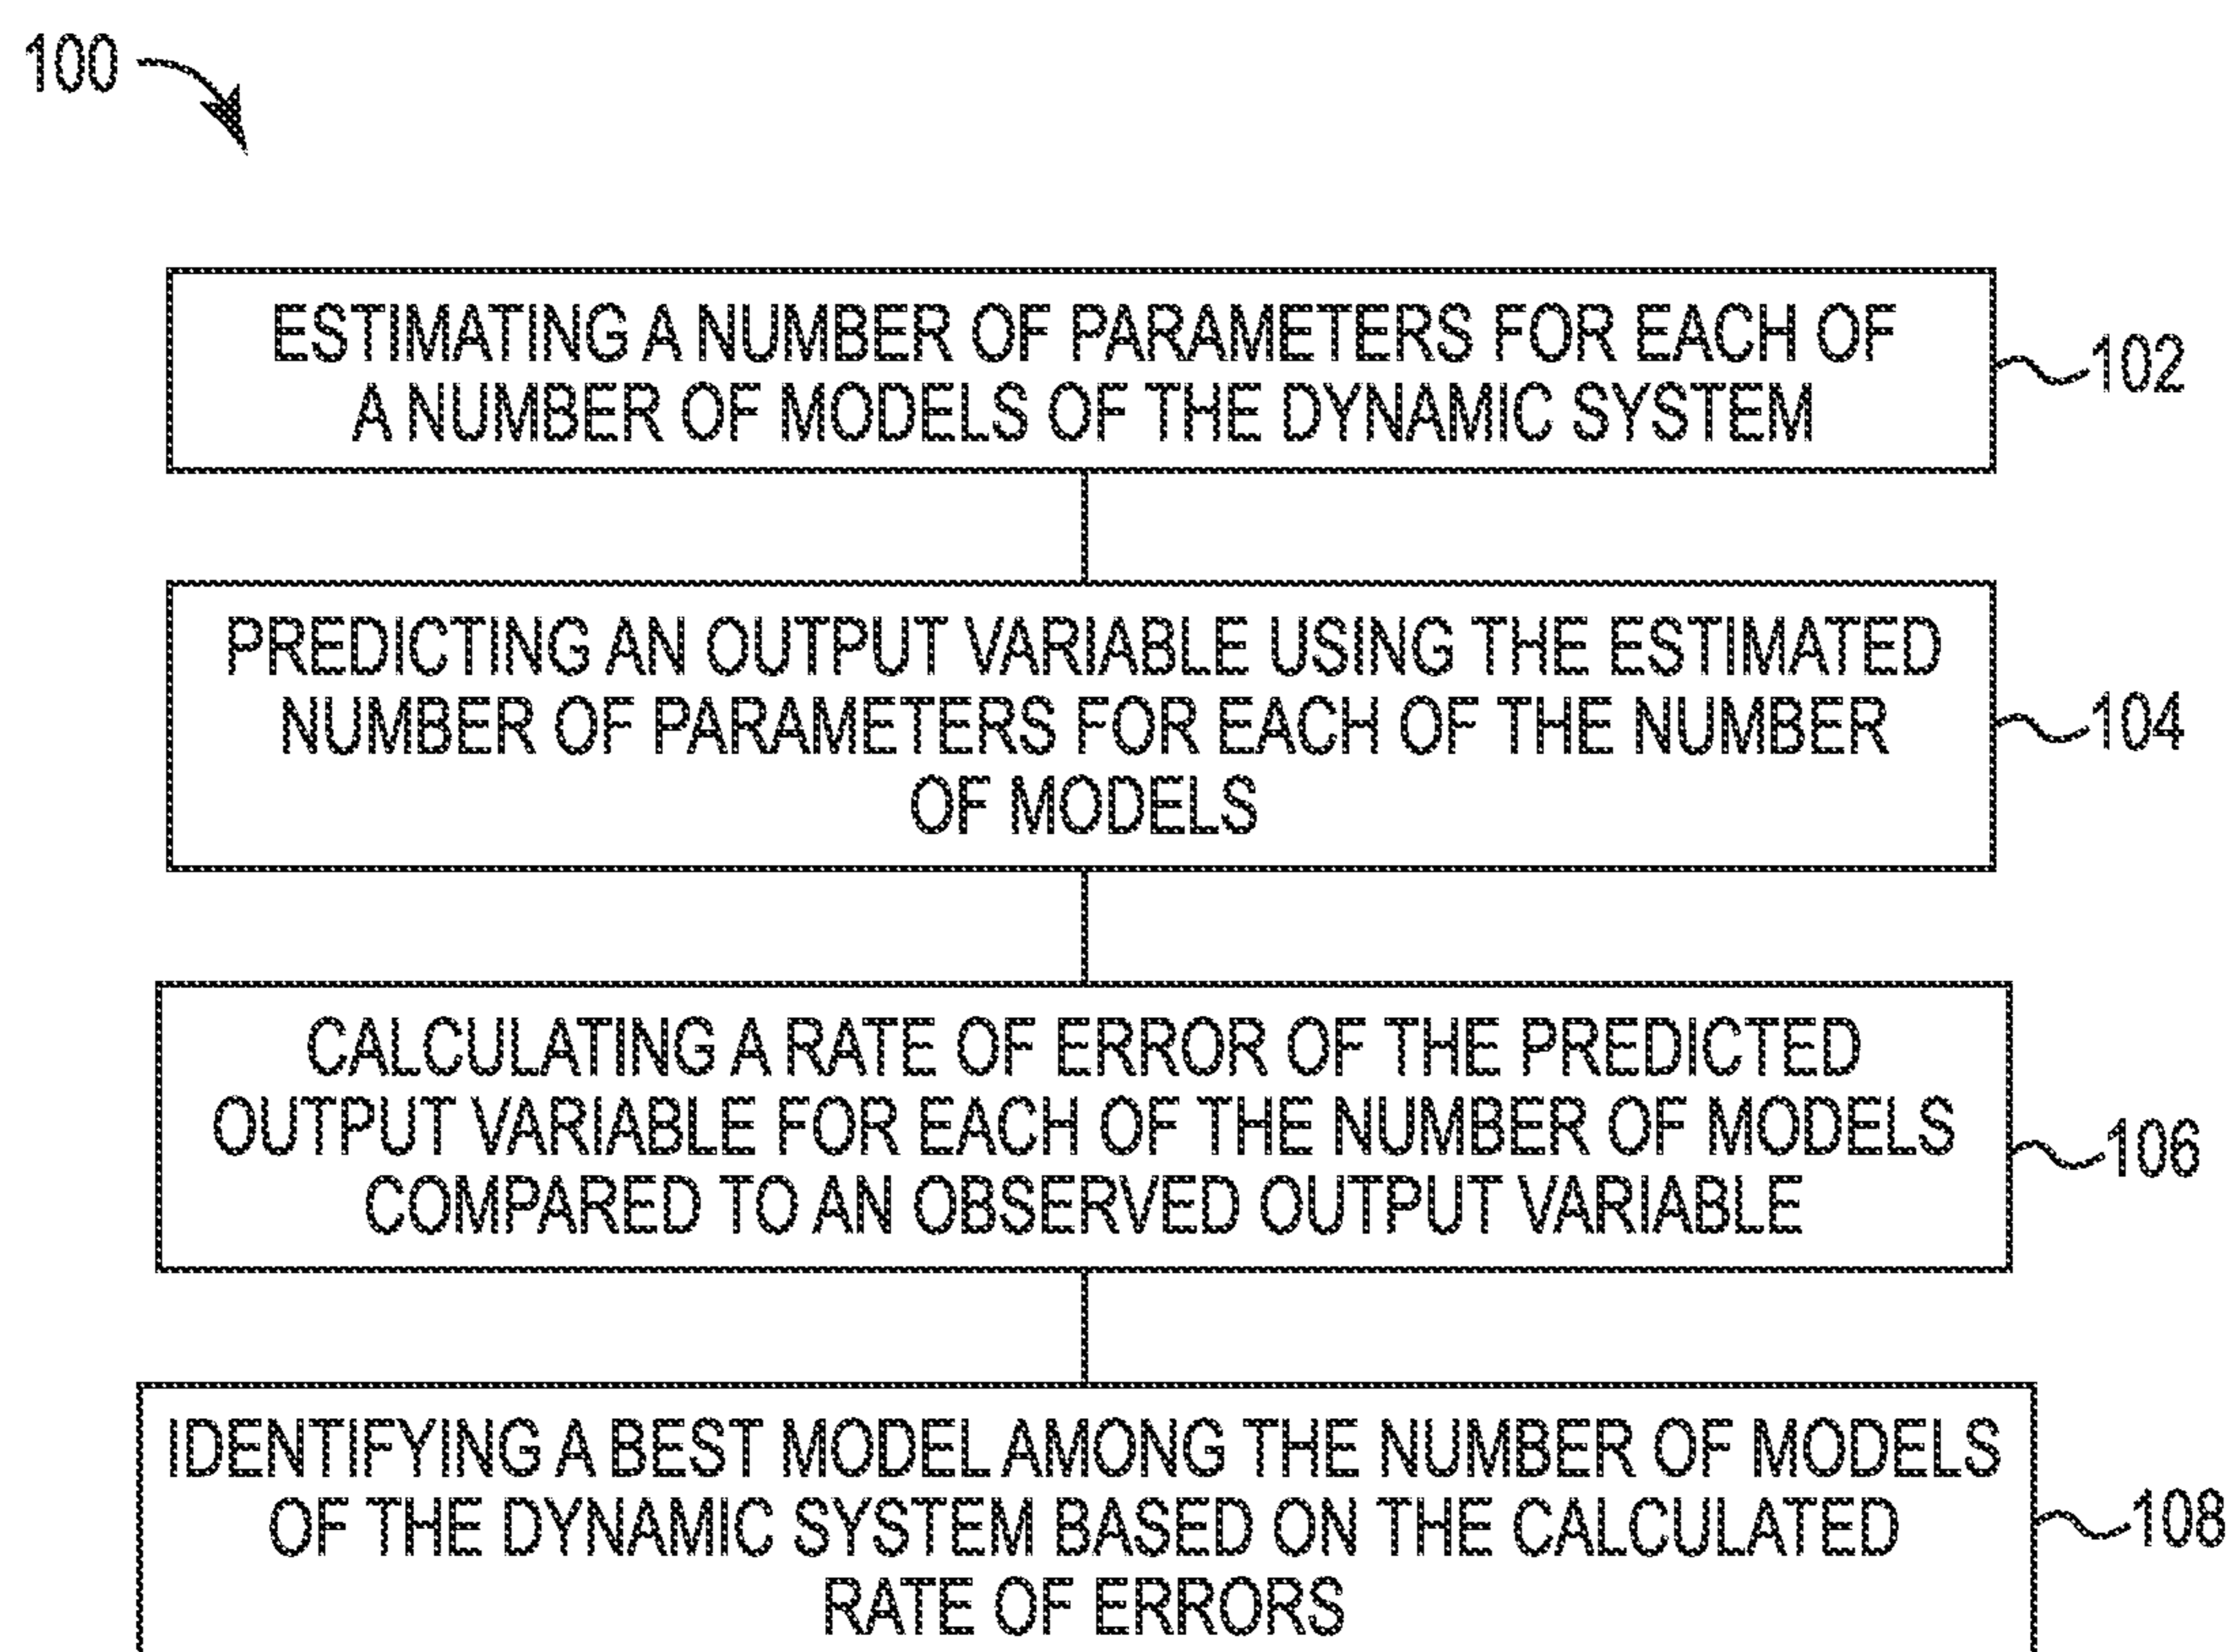 100
ESTIMATING A NUMBER OF PARAMETERS FOR EACH OF
A NUMBER OF MODELS OF THE DYNAMIC SYSTEM
102
PREDICTING AN OUTPUT VARIABLE USING THE ESTIMATED
NUMBER OF PARAMETERS FOR EACH OF THE NUMBER
OF MODELS
104
CALCULATING A RATE OF ERROR OF THE PREDICTED
OUTPUT VARIABLE FOR EACH OF THE NUMBER OF MODELS
COMPARED TO AN OBSERVED OUTPUT VARIABLE
106
IDENTIFYING A BEST MODEL AMONG THE NUMBER OF MODELS
OF THE DYNAMIC SYSTEM BASED ON THE CALCULATED
RATE OF ERRORS
108